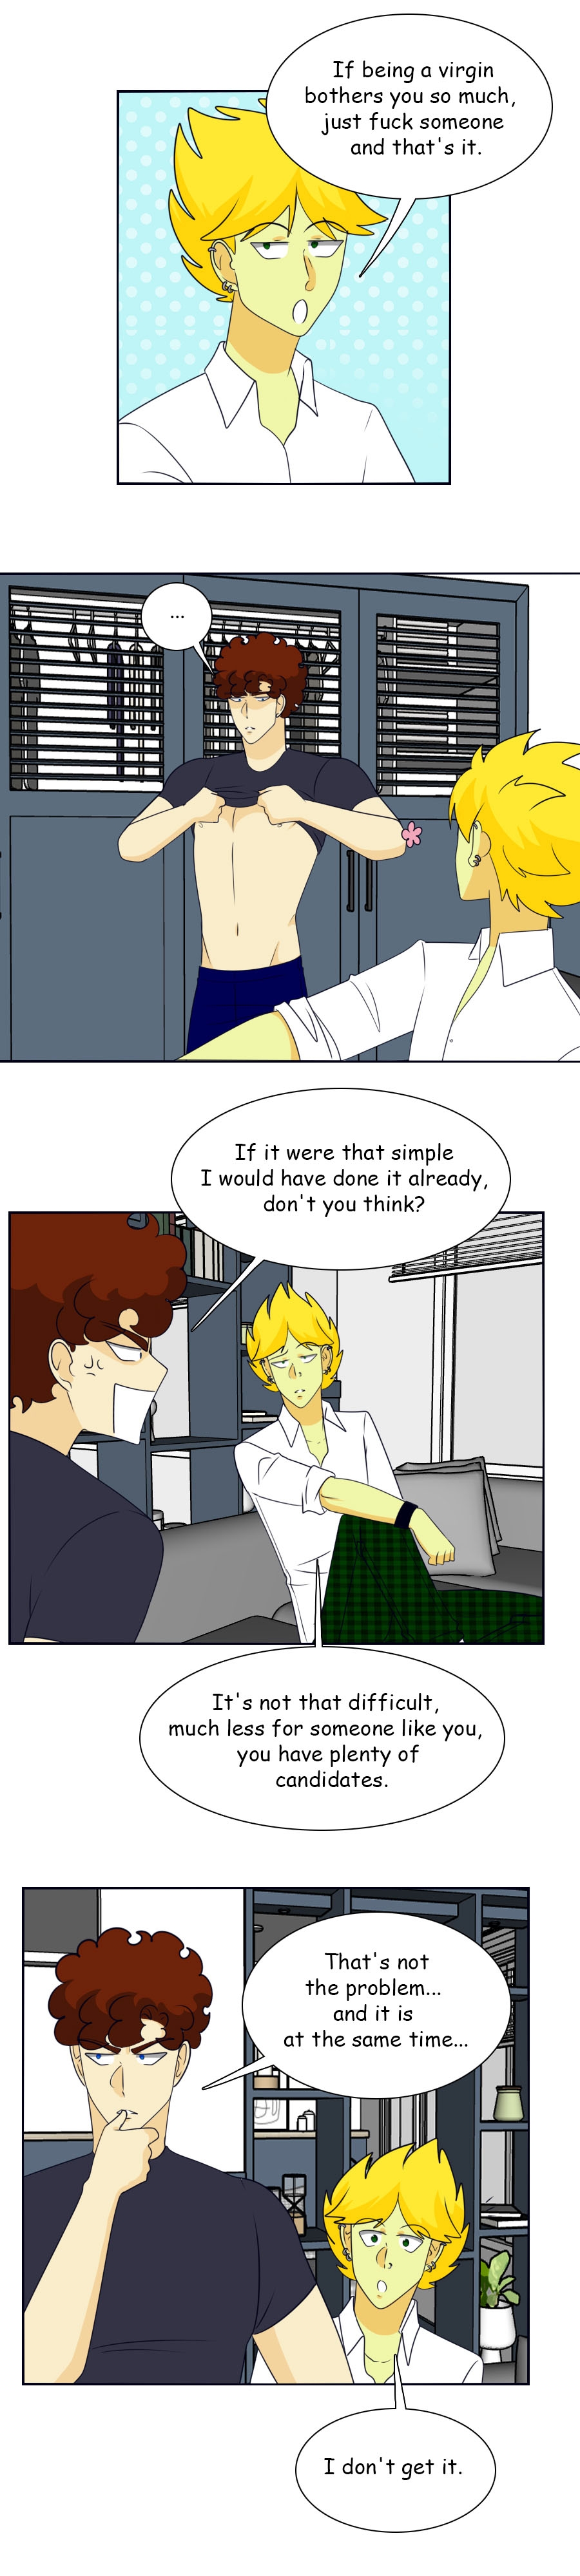 If being a virgin
bothers you so much,
just fuck someone
and that's it.
...
If it were that simple
I would have done it already,
don't you think?
It's not that difficult,
much less for someone like you,
you have plenty of
candidates.
That's not
the problem...
and it is
at the same time...
I don't get it.